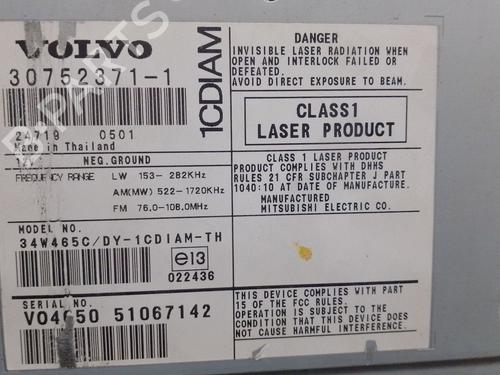 VOLVO
30752371-1
1CDIAM
24719 0501
Made in Thailand
12V NEG.GROUND
FREQUENCY RANGE LW 153- 282KHz
AM(MW) 522-1720KHz
FM 76.0-108.0MHz
MODEL NO.
34W465C/DY-1CDIAM-TH
e13
022436
SERIAL NO.
V04650 51067142
DANGER
INVISIBLE LASER RADIATION WHEN
OPEN AND INTERLOCK FAILED OR
DEFEATED.
AVOID DIRECT EXPOSURE TO BEAM.
CLASS1
LASER PRODUCT
CLASS 1 LASER PRODUCT
PRODUCT COMPLIES WITH DHHS
RULES 21 CFR SUBCHAPTER J PART
1040:10 AT DATE OF MANUFACTURE.
MANUFACTURED
MITSUBISHI ELECTRIC CO.
THIS DEVICE COMPLIES WITH PART
15 OF THE FCC RULES.
OPERATION IS SUBJECT TO THE
CONDITION THAT THIS DEVICE DOES
NOT CAUSE HARMFUL INTERFERENCE.